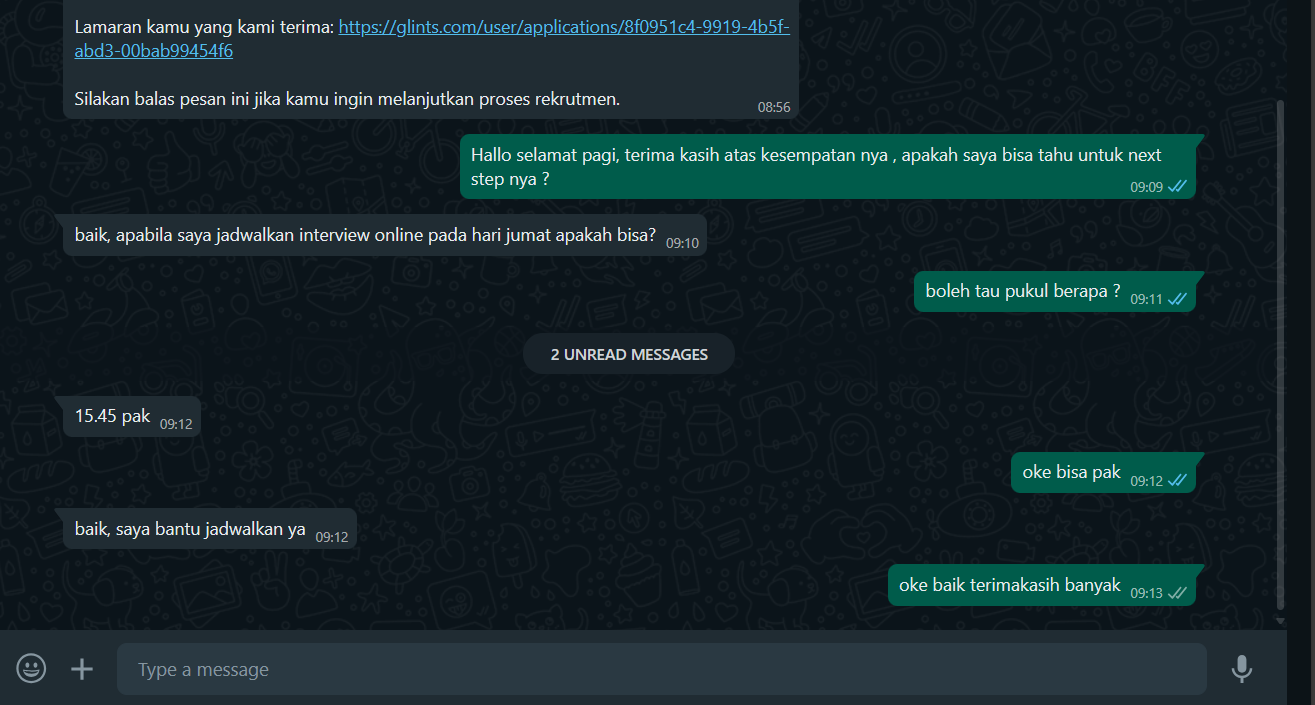 Lamaran kamu yang kami terima: https://glints.com/user/applications/8f0951c4-9919-4b5f-
abd3-00bab99454f6
Silakan balas pesan ini jika kamu ingin melanjutkan proses rekrutmen.
08:56
Hallo selamat pagi, terima kasih atas kesempatan nya , apakah saya bisa tahu untuk next
step nya ?
09:09
baik, apabila saya jadwalkan interview online pada hari jumat apakah bisa? 09:10
boleh tau pukul berapa ? 09:11
2 UNREAD MESSAGES
15.45 pak 09:12
oke bisa pak 09:12
baik, saya bantu jadwalkan ya 09:12
oke baik terimakasih banyak 09:13
Type a message